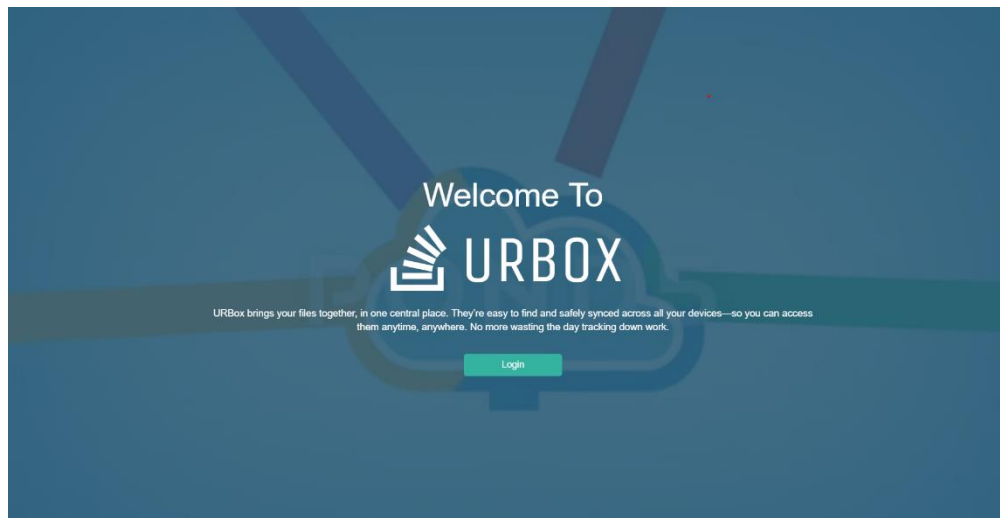 Welcome To
URBOX
URBox brings your files together, in one central place. They're easy to find and safely synced across all your devices—so you can access
them anytime, anywhere. No more wasting the day tracking down work.
Login